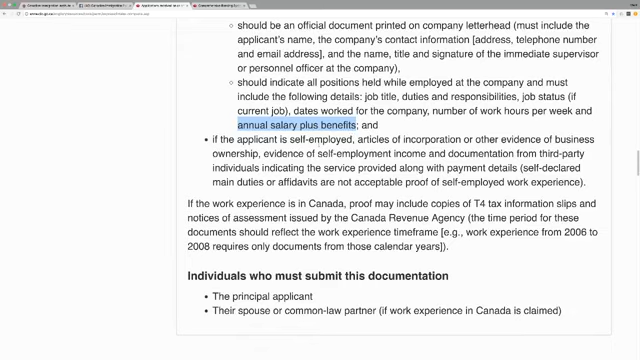 should be an official document printed on company letterhead (must include
the applicant's name, the company's contact information [address, telephone number
and email address], and the name, title and signature of the immediate supervisor
or personnel officer at the company),
should indicate all positions held while employed at the company and must
include the following details: job title, duties and responsibilities, job status (if
current job), dates worked for the company, number of work hours per week and
annual salary plus benefits; and
if the applicant is self-employed, articles of incorporation or other evidence of business
ownership, evidence of self-employment income and documentation from third-party
individuals indicating the service provided along with payment details (self-declared
main duties or affidavits are not acceptable proof of self-employed work experience).
If the work experience is in Canada, proof may include copies of T4 tax information slips and
notices of assessment issued by the Canada Revenue Agency (the time period for these
documents should reflect the work experience timeframe [e.g., work experience from 2006 to
2008 requires only documents from those calendar years]).
Individuals who must submit this documentation
The principal applicant
Their spouse or common-law partner (if work experience in Canada is claimed)